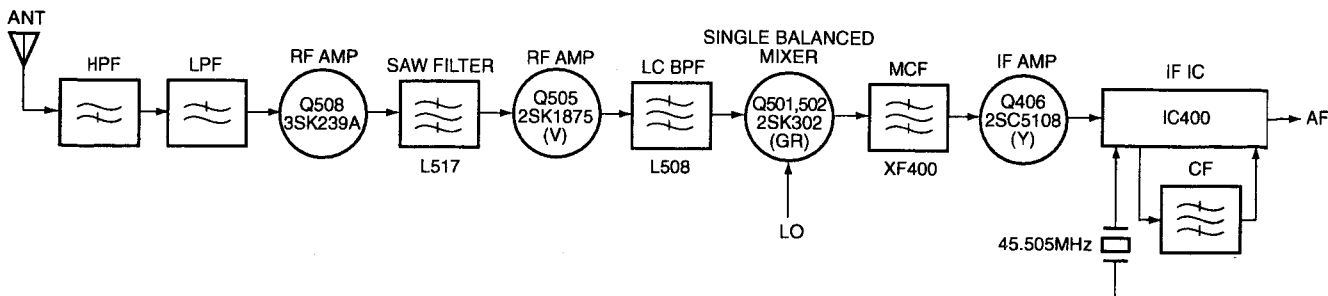 ANT
HPF
LPF
RF AMP
Q508
3SK239A
SAW FILTER
L517
RF AMP
Q505
2SK1875
(V)
LC BPF
L508
SINGLE BALANCED
MIXER
Q501,502
2SK302
(GR)
LO
MCF
XF400
IF AMP
Q406
2SC5108
(Y)
IF IC
IC400
AF
CF
45.505MHz